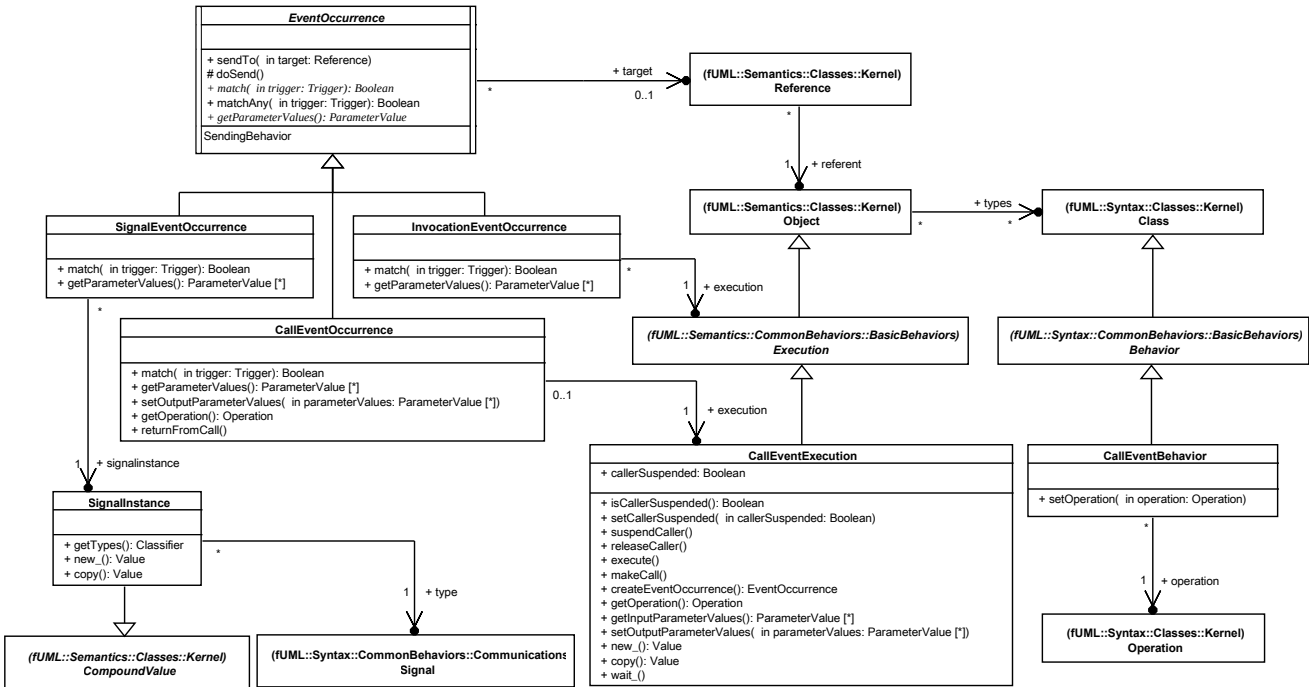 EventOccurrence
+ sendTo( in target: Reference)
# doSend()
+ match( in trigger: Trigger): Boolean
+ matchAny( in trigger: Trigger): Boolean
+ getParameterValues(): ParameterValue
SendingBehavior
*
+ target
0..1
(fUML::Semantics::Classes::Kernel)
Reference
*
1
+ referent
(fUML::Semantics::Classes::Kernel)
Object
*
+ types
*
(fUML::Syntax::Classes::Kernel)
Class
SignalEventOccurrence
+ match( in trigger: Trigger): Boolean
+ getParameterValues(): ParameterValue [*]
InvocationEventOccurrence
+ match( in trigger: Trigger): Boolean
+ getParameterValues(): ParameterValue [*]
*
1
+ execution
*
CallEventOccurrence
+ match( in trigger: Trigger): Boolean
+ getParameterValues(): ParameterValue [*]
+ setOutputParameterValues( in parameterValues: ParameterValue [*])
+ getOperation(): Operation
+ returnFromCall()
0..1
1
+ execution
(fUML::Semantics::CommonBehaviors::BasicBehaviors)
Execution
(fUML::Syntax::CommonBehaviors::BasicBehaviors)
Behavior
1
+ signalinstance
SignalInstance
+ getTypes(): Classifier
+ new_(): Value
+ copy(): Value
*
1
+ type
CallEventExecution
+ callerSuspended: Boolean
+ isCallerSuspended(): Boolean
+ setCallerSuspended( in callerSuspended: Boolean)
+ suspendCaller()
+ releaseCaller()
+ execute()
+ makeCall()
+ createEventOccurrence(): EventOccurrence
+ getOperation(): Operation
+ getInputParameterValues(): ParameterValue [*]
+ setOutputParameterValues( in parameterValues: ParameterValue [*])
+ new_(): Value
+ copy(): Value
+ wait_()
CallEventBehavior
+ setOperation( in operation: Operation)
*
1
+ operation
(fUML::Syntax::Classes::Kernel)
Operation
(fUML::Semantics::Classes::Kernel)
CompoundValue
(fUML::Syntax::CommonBehaviors::Communications
Signal